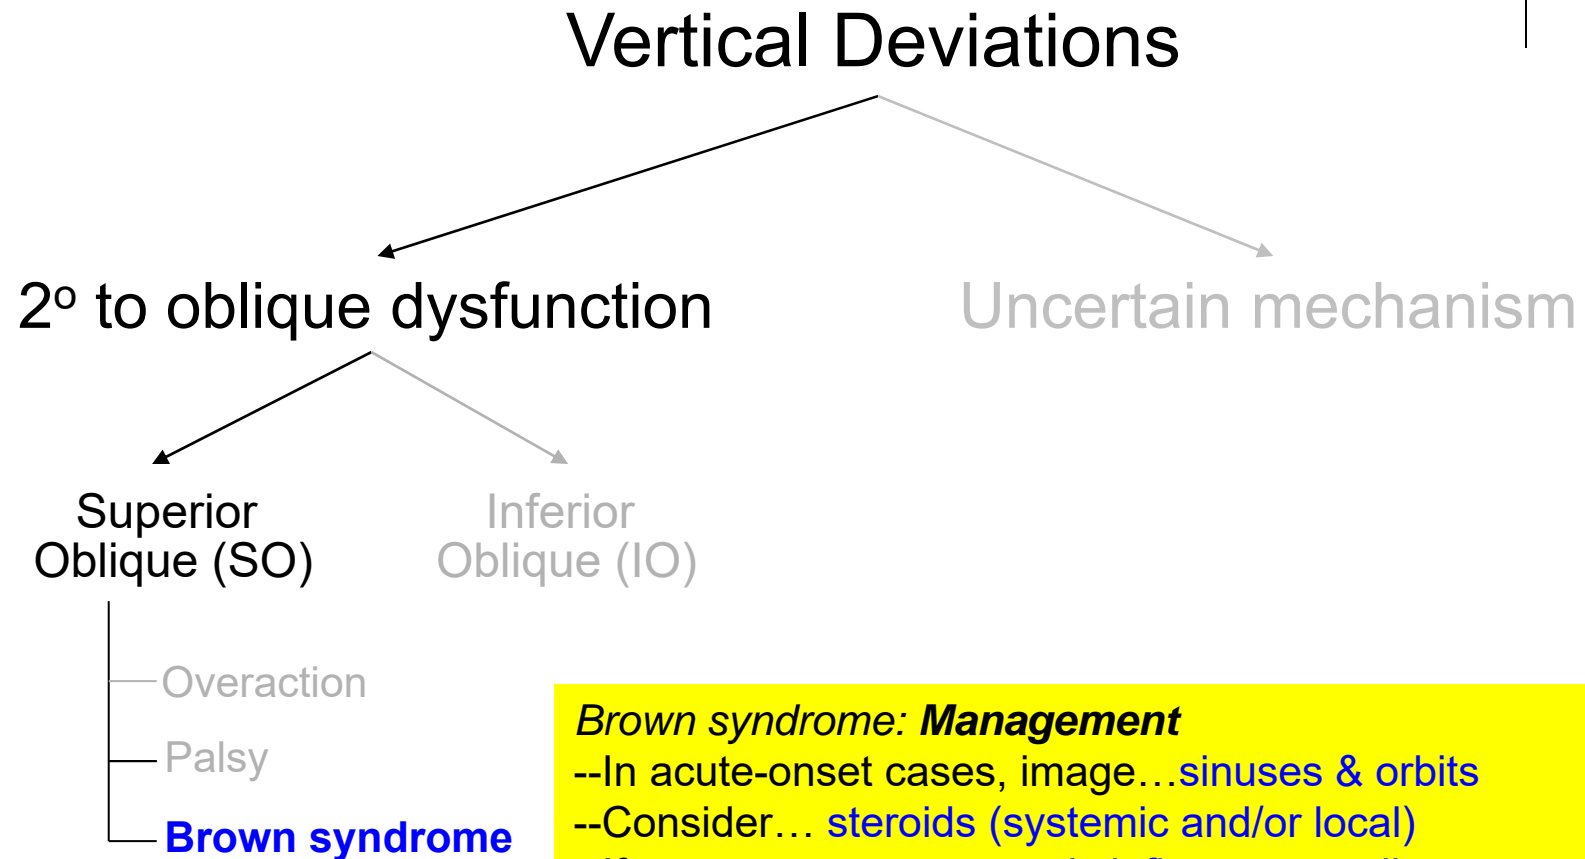 Vertical Deviations
2º to oblique dysfunction
Uncertain mechanism
Superior
Oblique (SO)
Inferior
Oblique (IO)
Overaction
Palsy
Brown syndrome
Brown syndrome: Management
--In acute-onset cases, image…sinuses & orbits
--Consider… steroids (systemic and/or local)